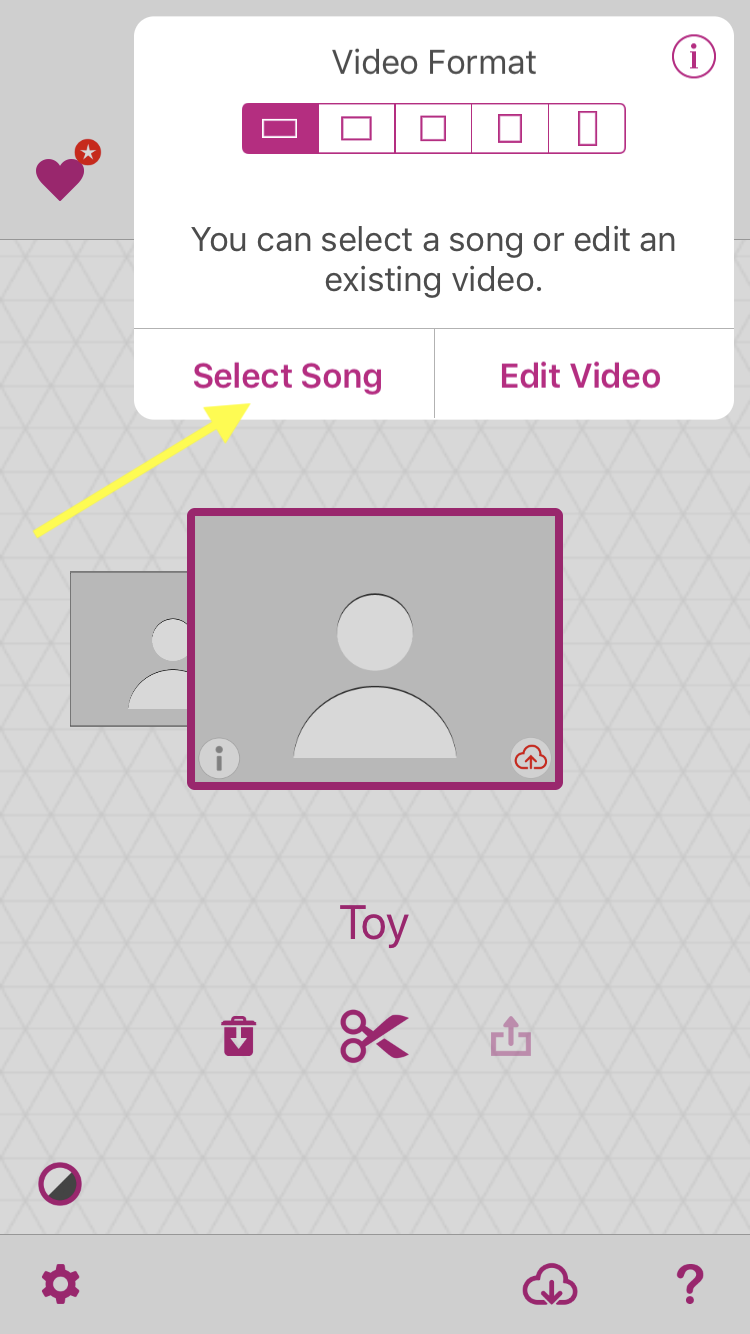 Video Format
You can select a song or edit an
existing video.
Select Song
Edit Video
Toy